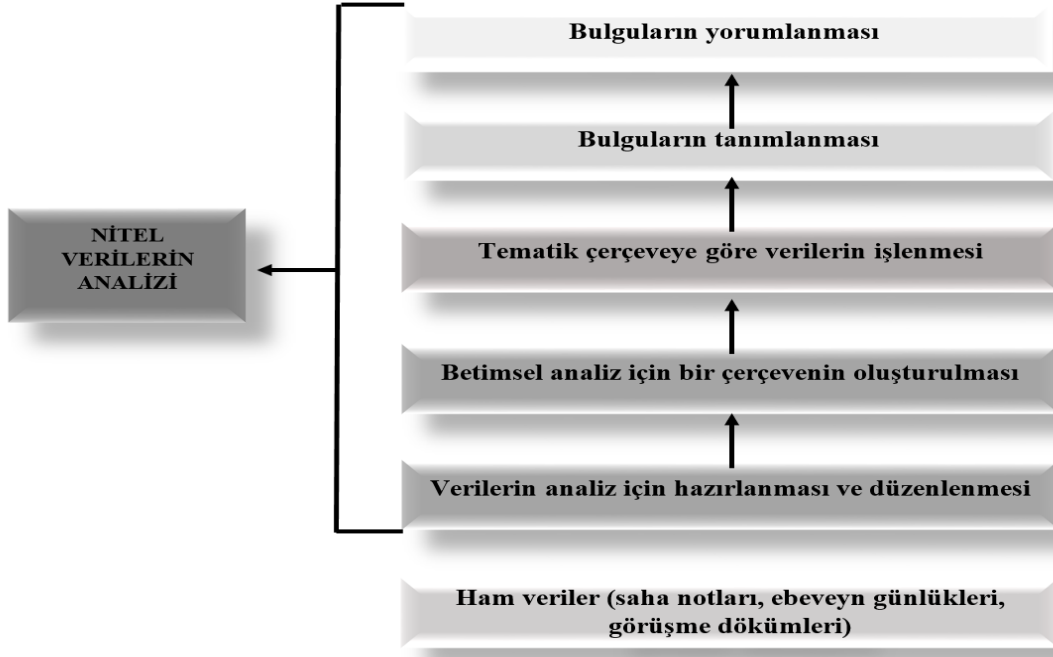 Bulguların yorumlanması
Bulguların tanımlanması
NİTEL
VERİLERİN
ANALİZİ
Tematik çerçeveye göre verilerin işlenmesi
Betimsel analiz için bir çerçevenin oluşturulması
Verilerin analiz için hazırlanması ve düzenlenmesi
Ham veriler (saha notları, ebeveyn günlükleri,
görüşme dökümleri)